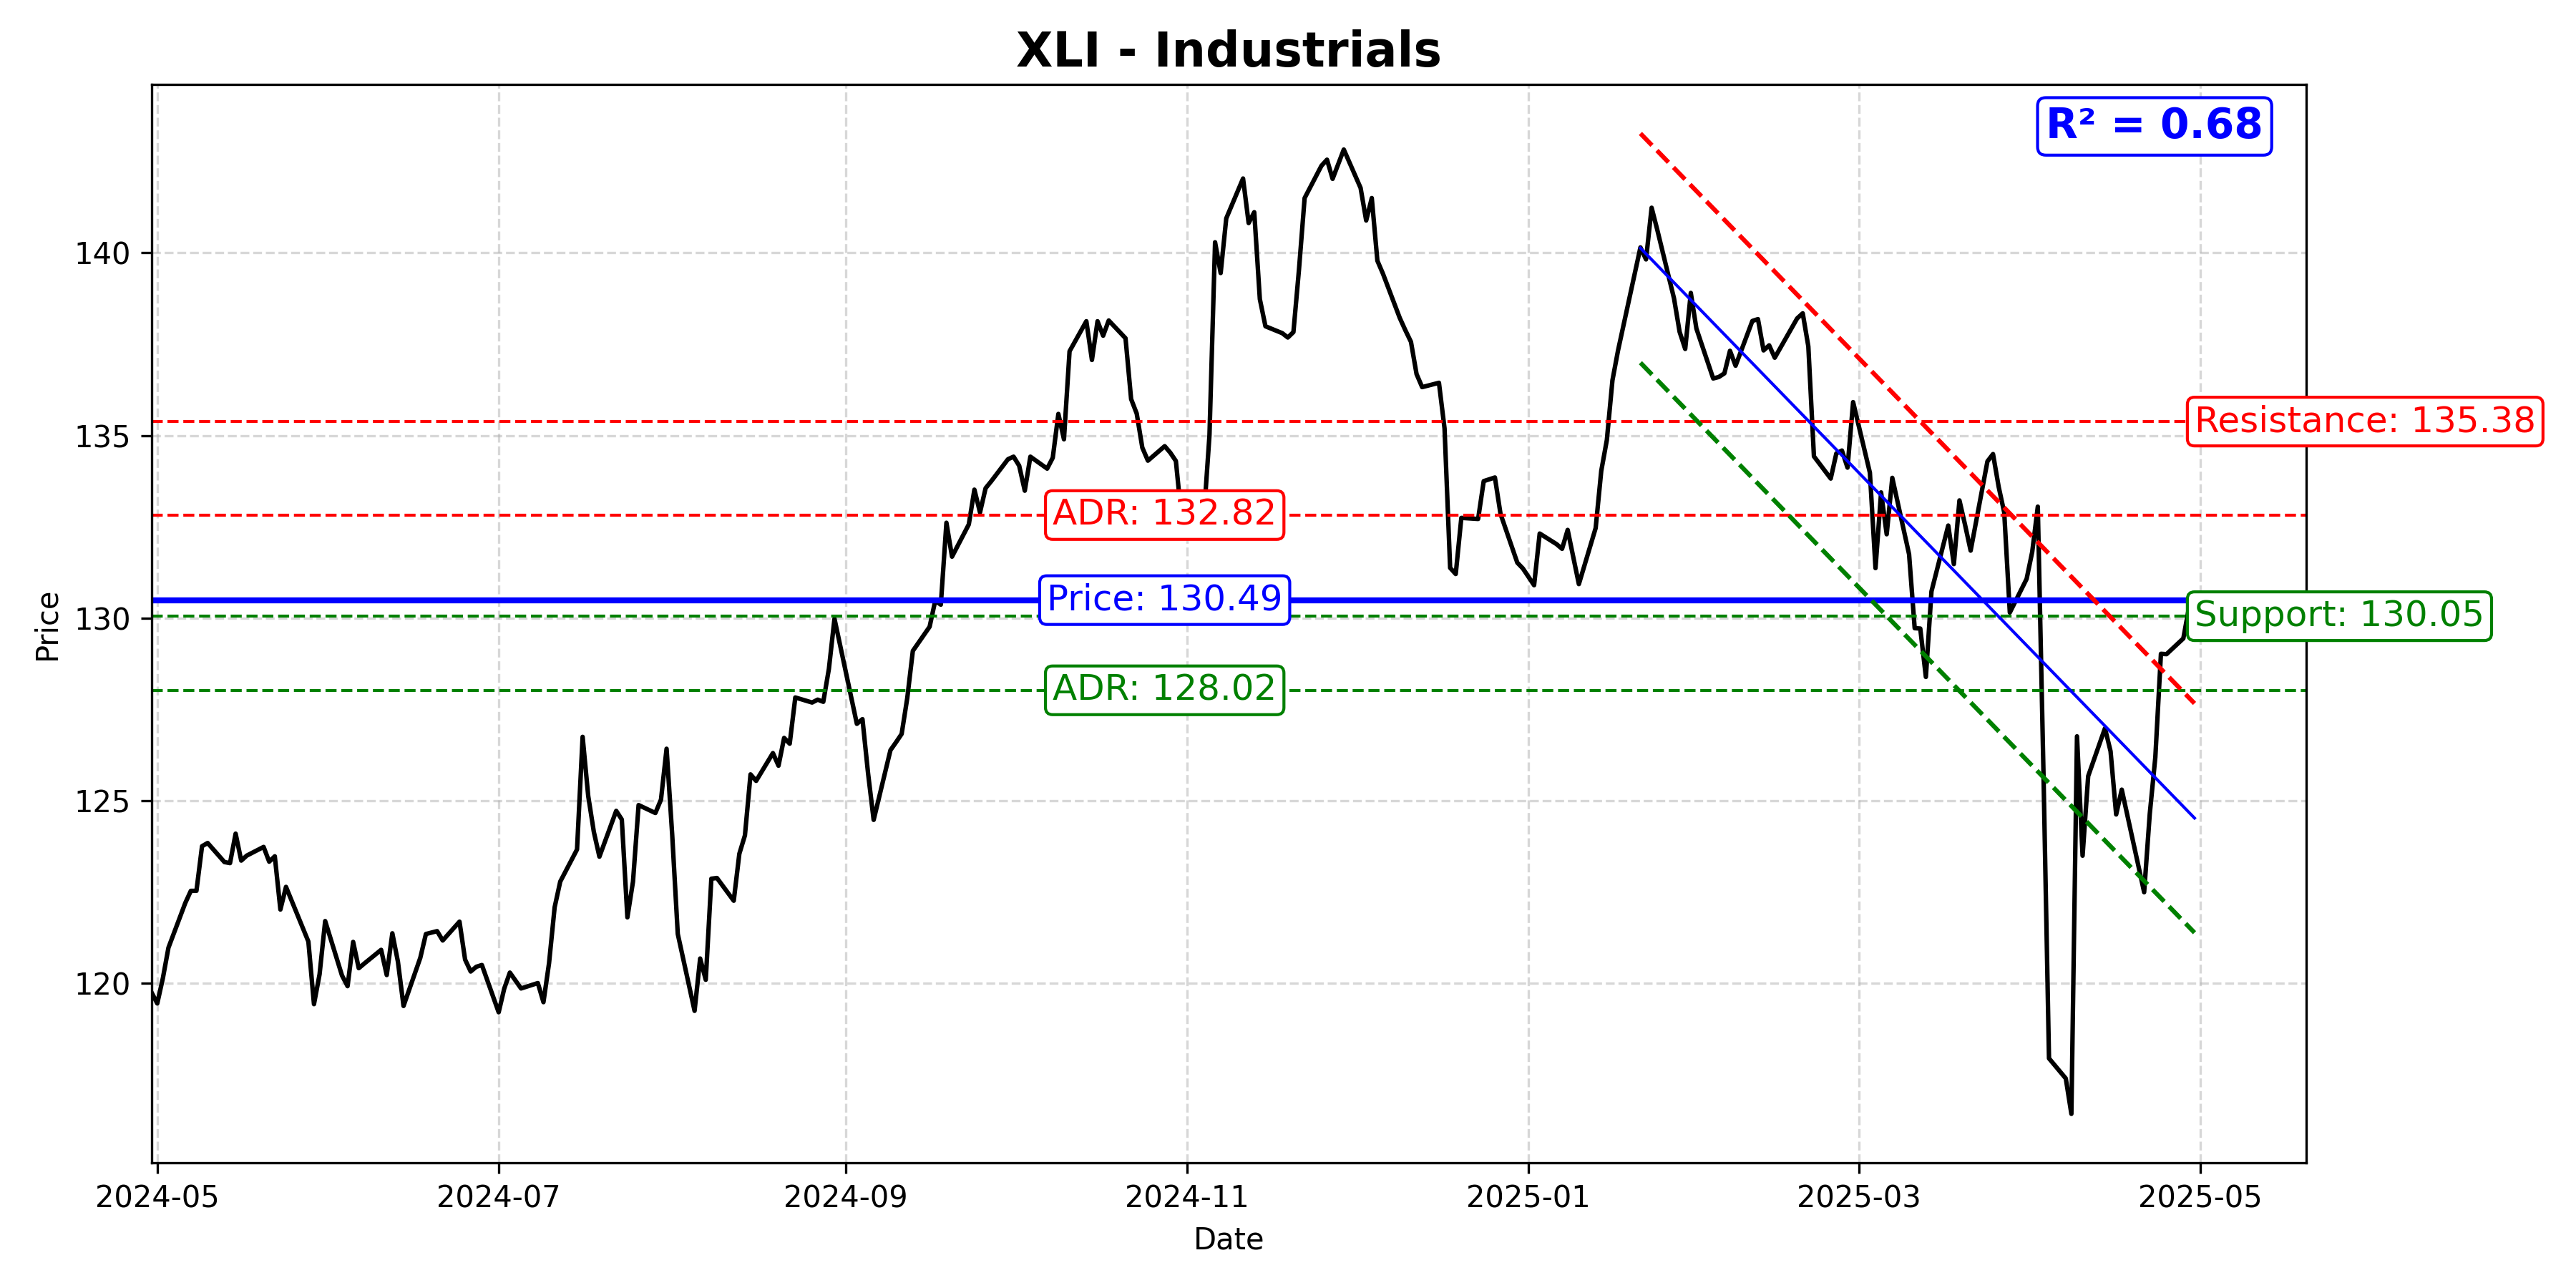 XLI - Industrials
R² = 0.68
Price
140
135
130
125
120
Resistance: 135.38
ADR: 132.82
Price: 130.49
Support: 130.05
ADR: 128.02
2024-05
2024-07
2024-09
2024-11
2025-01
2025-03
2025-05
Date